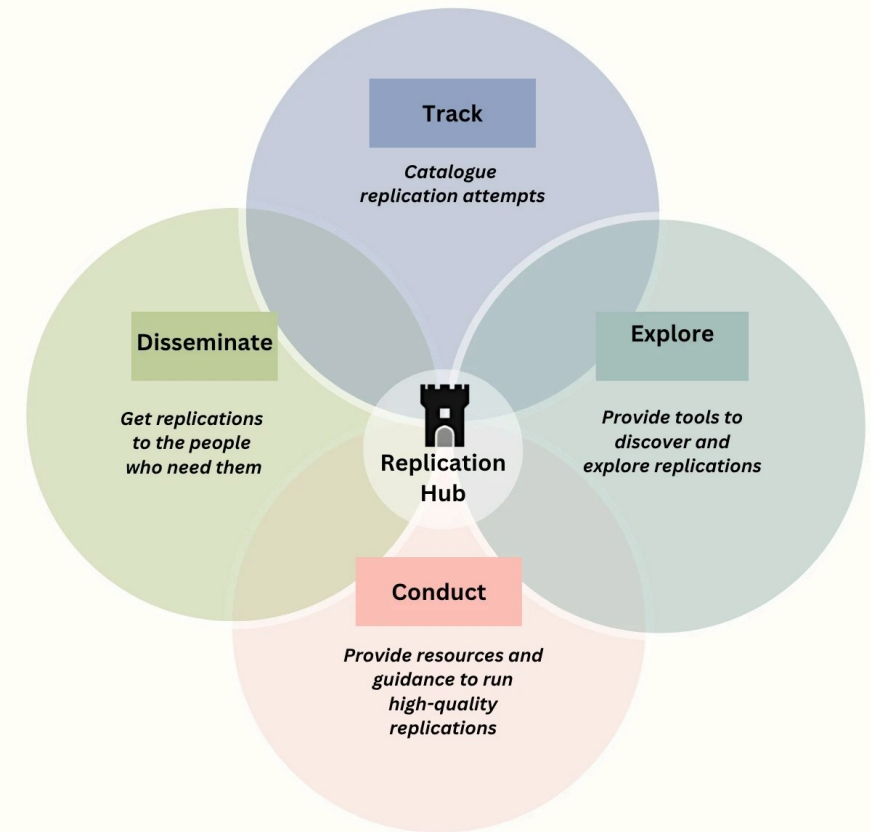 Track
Catalogue
replication attempts
Disseminate
Get replications
to the people
who need them
Explore
Provide tools to
discover and
explore replications
Replication
Hub
Conduct
Provide resources and
guidance to run
high-quality
replications